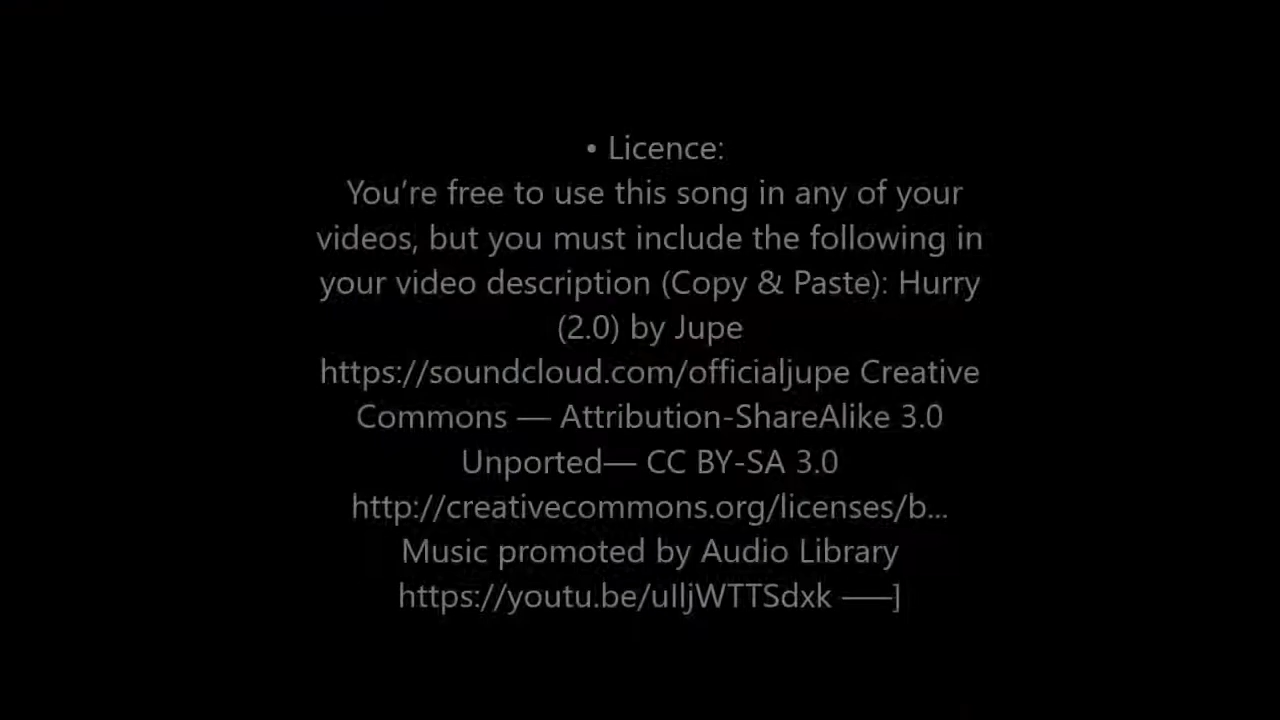 • Licence:
You’re free to use this song in any of your
videos, but you must include the following in
your video description (Copy & Paste): Hurry
(2.0) by Jupe
https://soundcloud.com/officialjupe Creative
Commons — Attribution-ShareAlike 3.0
Unported— CC BY-SA 3.0
http://creativecommons.org/licenses/b...
Music promoted by Audio Library
https://youtu.be/uIljWTTSdxk ——]